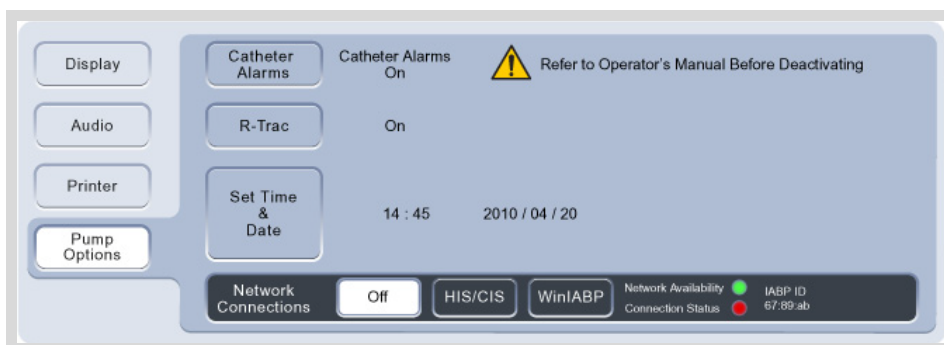 Display
Audio
Printer
Pump
Options
Catheter
Alarms
Catheter Alarms
On
Refer to Operator's Manual Before Deactivating
R-Trac
On
Set Time
&
Date
14 : 45
2010 / 04 / 20
Network
Connections
Off
HIS/CIS
WinIABP
Network Availability
Connection Status
IABP ID
67:89:ab